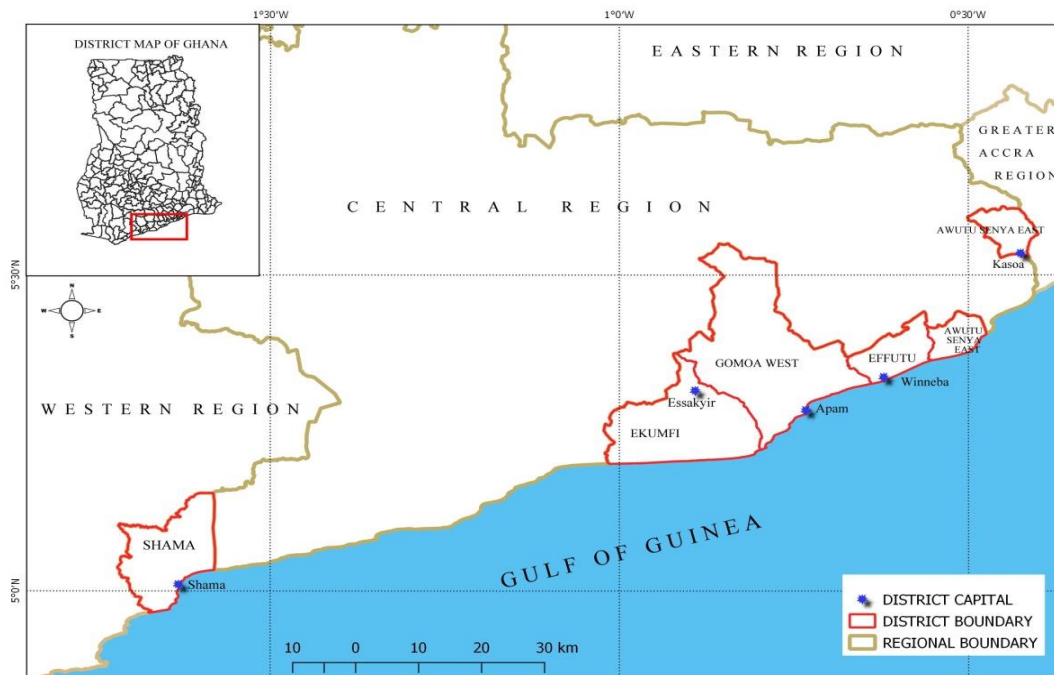 1°30'W
1°0'W
0°30'W
DISTRICT MAP OF GHANA
EASTERN REGION
GREATER
ACCRA
REGION
CENTRAL REGION
AWUTU SENYA EAST
Kasoa
5°30'N
N
W
E
S
AWUTU
SENYA
EAST
EFFUTU
GOMOA WEST
Winneba
Essakyir
Apam
WESTERN REGION
EKUMFI
GULF OF GUINEA
SHAMA
Shama
5°0'N
DISTRICT CAPITAL
DISTRICT BOUNDARY
REGIONAL BOUNDARY
10 0 10 20 30 km